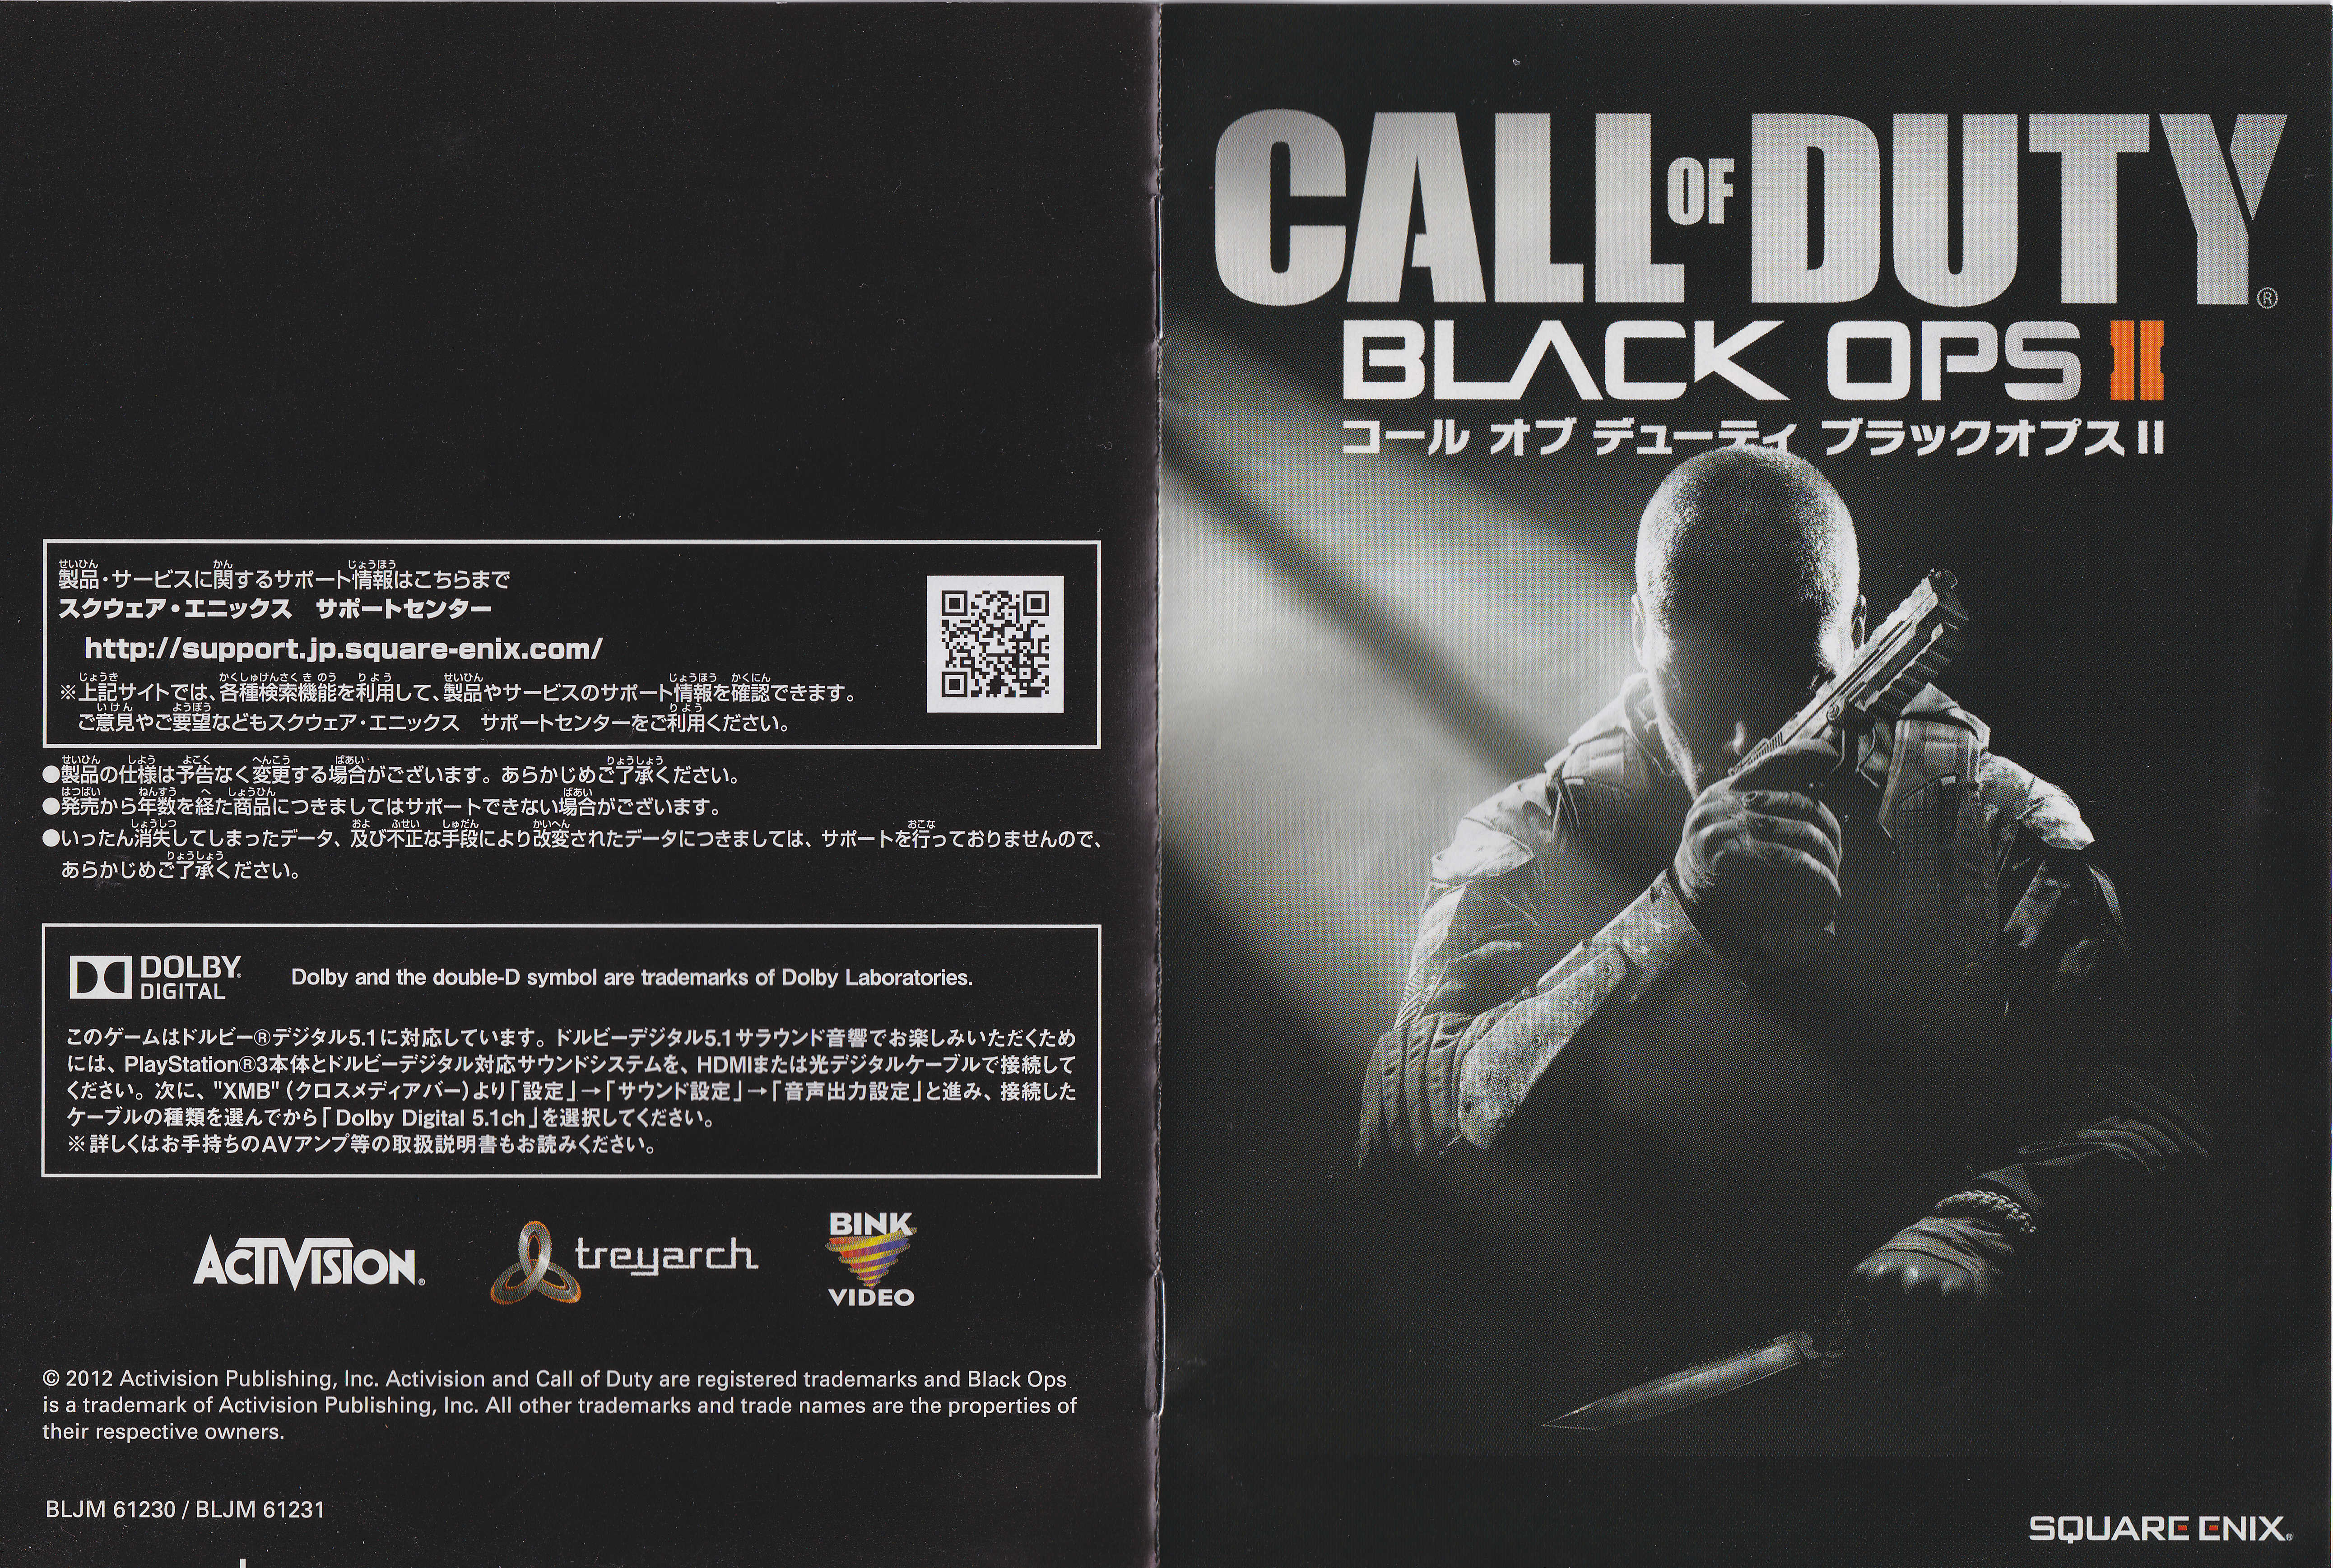 製品・サービスに関するサポート情報はこちらまで
スクウェア・エニックス サポートセンター
http://support.jp.square-enix.com/
※上記サイトでは、各種検索機能を利用して、製品やサービスのサポート情報を確認できます。
ご意見やご要望などもスクウェア・エニックス サポートセンターをご利用ください。
●製品の仕様は予告なく変更する場合がございます。あらかじめご了承ください。
●発売から年数を経た商品につきましてはサポートできない場合がございます。
●いったん消失してしまったデータ、及び不正な手段により改変されたデータにつきましては、サポートを行っておりませんので、
あらかじめご了承ください。
DOLBY
DIGITAL
Dolby and the double-D symbol are trademarks of Dolby Laboratories.
このゲームはドルビー®デジタル5.1に対応しています。ドルビーデジタル5.1サラウンド音響でお楽しみいただくため
には、PlayStation®3本体とドルビーデジタル対応サウンドシステムを、HDMIまたは光デジタルケーブルで接続して
ください。次に、"XMB"(クロスメディアバー)より「設定」→「サウンド設定」→「音声出力設定」と進み、接続した
ケーブルの種類を選んでから「Dolby Digital 5.1ch」を選択してください。
※詳しくはお手持ちのAVアンプ等の取扱説明書もお読みください。
ACTIVISION®
treyarch
BINK
VIDEO
© 2012 Activision Publishing, Inc. Activision and Call of Duty are registered trademarks and Black Ops
is a trademark of Activision Publishing, Inc. All other trademarks and trade names are the properties of
their respective owners.
BLJM 61230 / BLJM 61231
CALL OF DUTY®
BLACK OPS II
コール オブ デューティ ブラックオプス II
SQUARE ENIX®